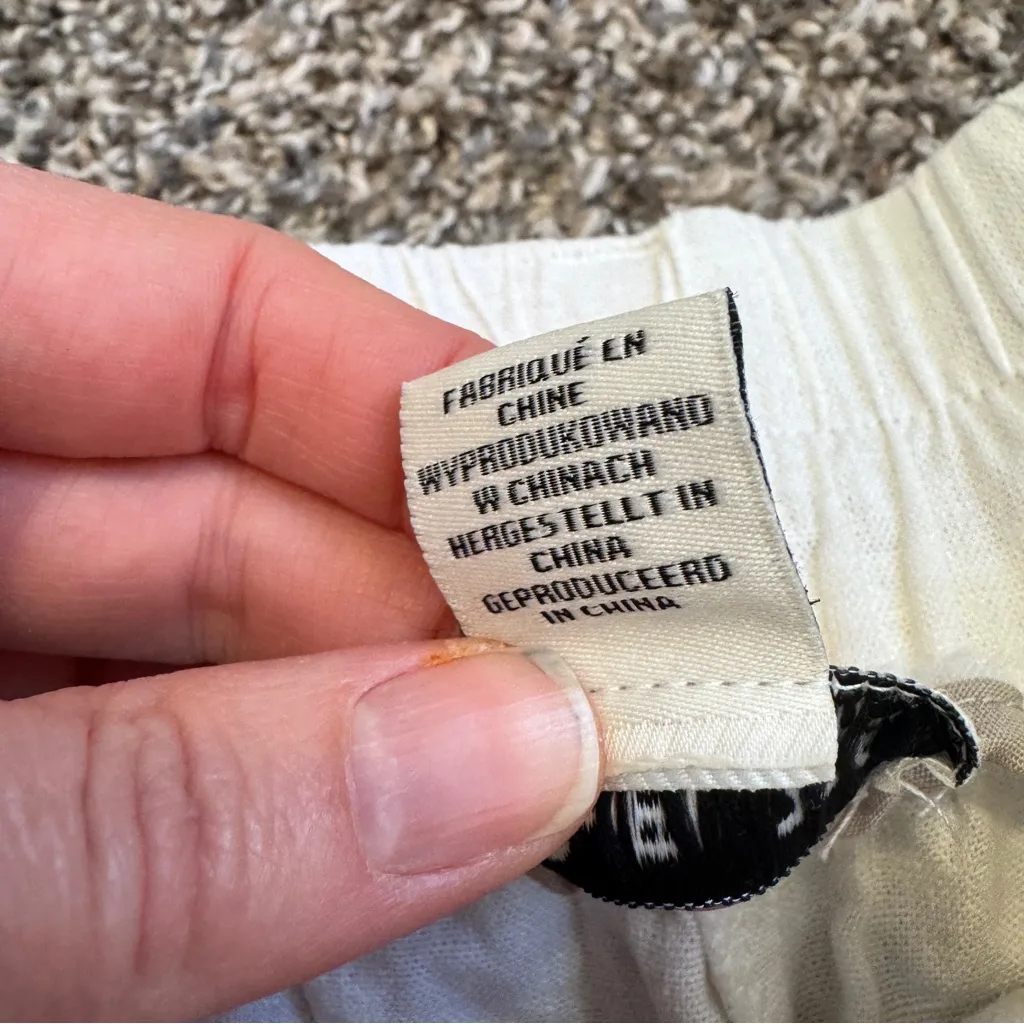 FABRIQUÉ EN
CHINE
WYPRODUKOWANO
W CHINACH
HERGESTELLT IN
CHINA
GEPRODUCEERD
IN CHINA